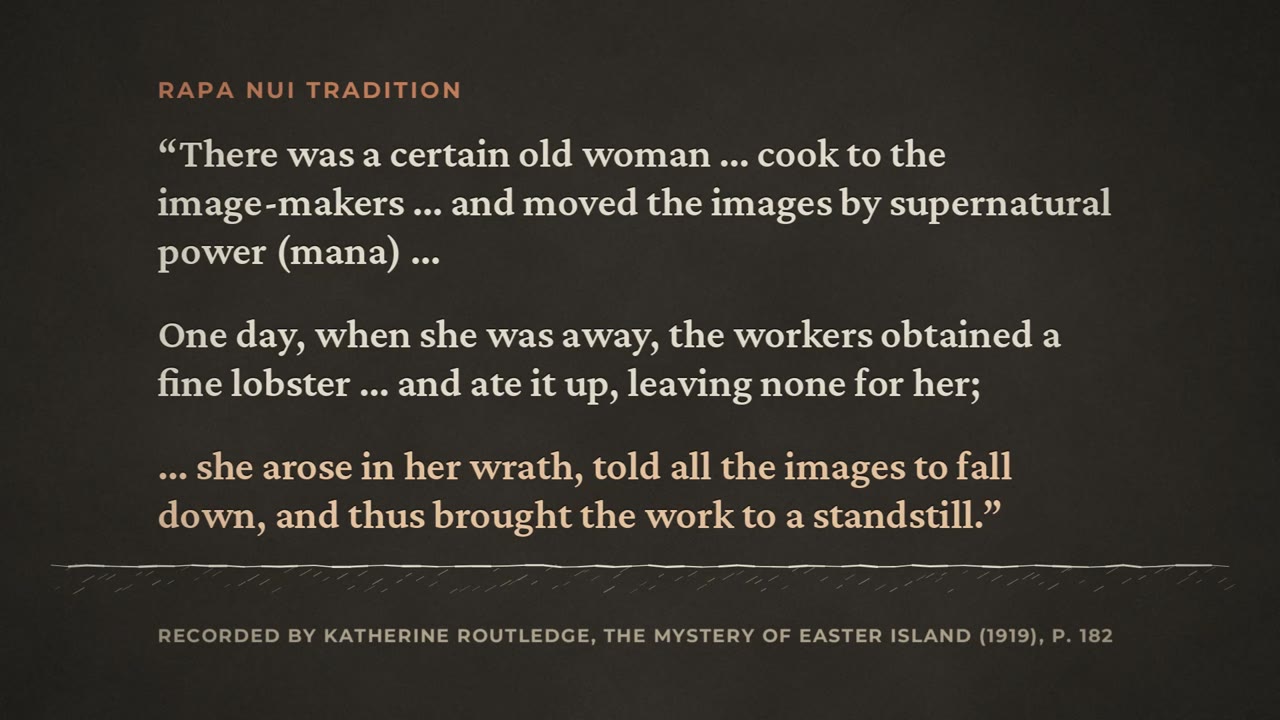 RAPA NUI TRADITION
“There was a certain old woman ... cook to the
image-makers ... and moved the images by supernatural
power (mana) ...
One day, when she was away, the workers obtained a
fine lobster ... and ate it up, leaving none for her;
... she arose in her wrath, told all the images to fall
down, and thus brought the work to a standstill.”
RECORDED BY KATHERINE ROUTLEDGE, THE MYSTERY OF EASTER ISLAND (1919), P. 182